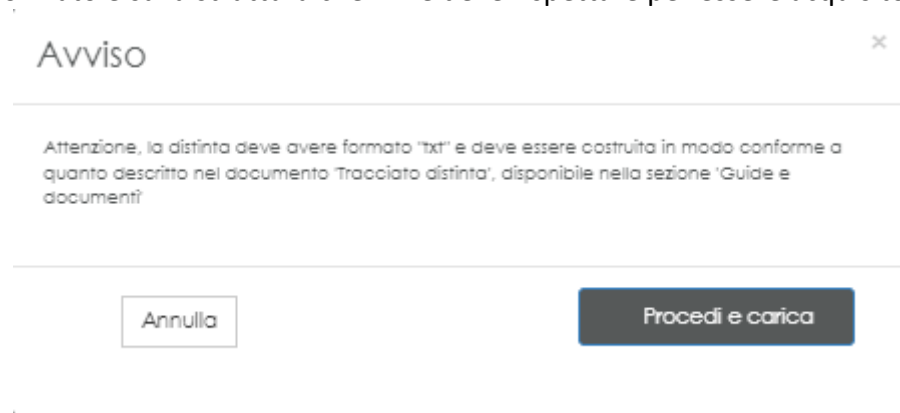 Avviso
×
Attenzione, la distinta deve avere formato "txt" e deve essere costruita in modo conforme a
quanto descritto nel documento 'Tracciato distinta', disponibile nella sezione 'Guide e
documenti'
Annulla
Procedi e carica